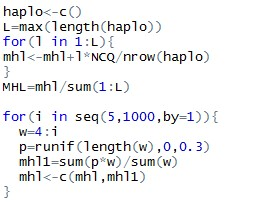 haplo<-c()
L=max(length(haplo))
for(l in 1:L){
mhl<-mhl+l*NCQ/nrow(haplo)
}
MHL=mhl/sum(1:L)

for(i in seq(5,1000,by=1)){
  w=4:i
  p=runif(length(w),0,0.3)
  mhl1=sum(p*w)/sum(w)
  mhl<-c(mhl,mhl1)
}